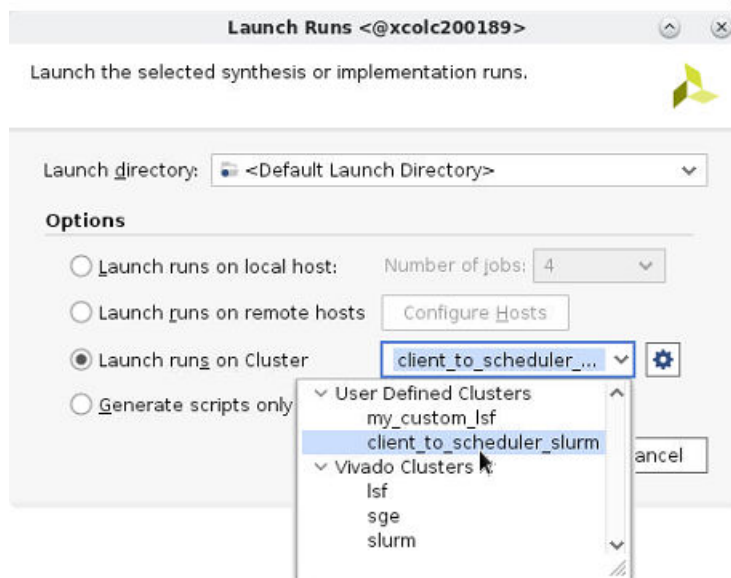 Launch Runs <@xcolc200189>
Launch the selected synthesis or implementation runs.
Launch directory: <Default Launch Directory>
Options
Launch runs on local host: Number of jobs: 4
Launch runs on remote hosts Configure Hosts
Launch runs on Cluster client_to_scheduler_...
Generate scripts only
User Defined Clusters
my_custom_lsf
client_to_scheduler_slurm
ancel
Vivado Clusters
lsf
sge
slurm